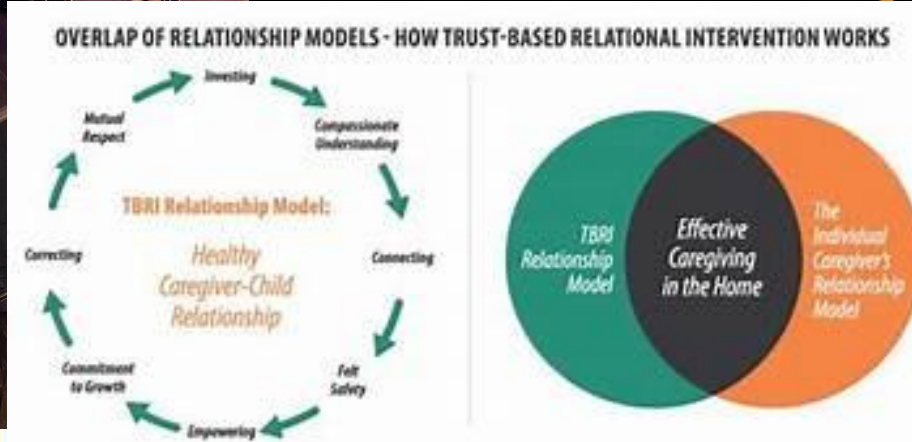 OVERLAP OF RELATIONSHIP MODELS - HOW TRUST-BASED RELATIONAL INTERVENTION WORKS
Investing
Compassionate
Understanding
Connecting
Felt
Safety
Empowering
Commitment
to Growth
Correcting
Mutual
Respect
TBRI Relationship Model:
Healthy
Caregiver-Child
Relationship
TBRI
Relationship
Model
Effective
Caregiving
in the Home
The
Individual
Caregiver's
Relationship
Model